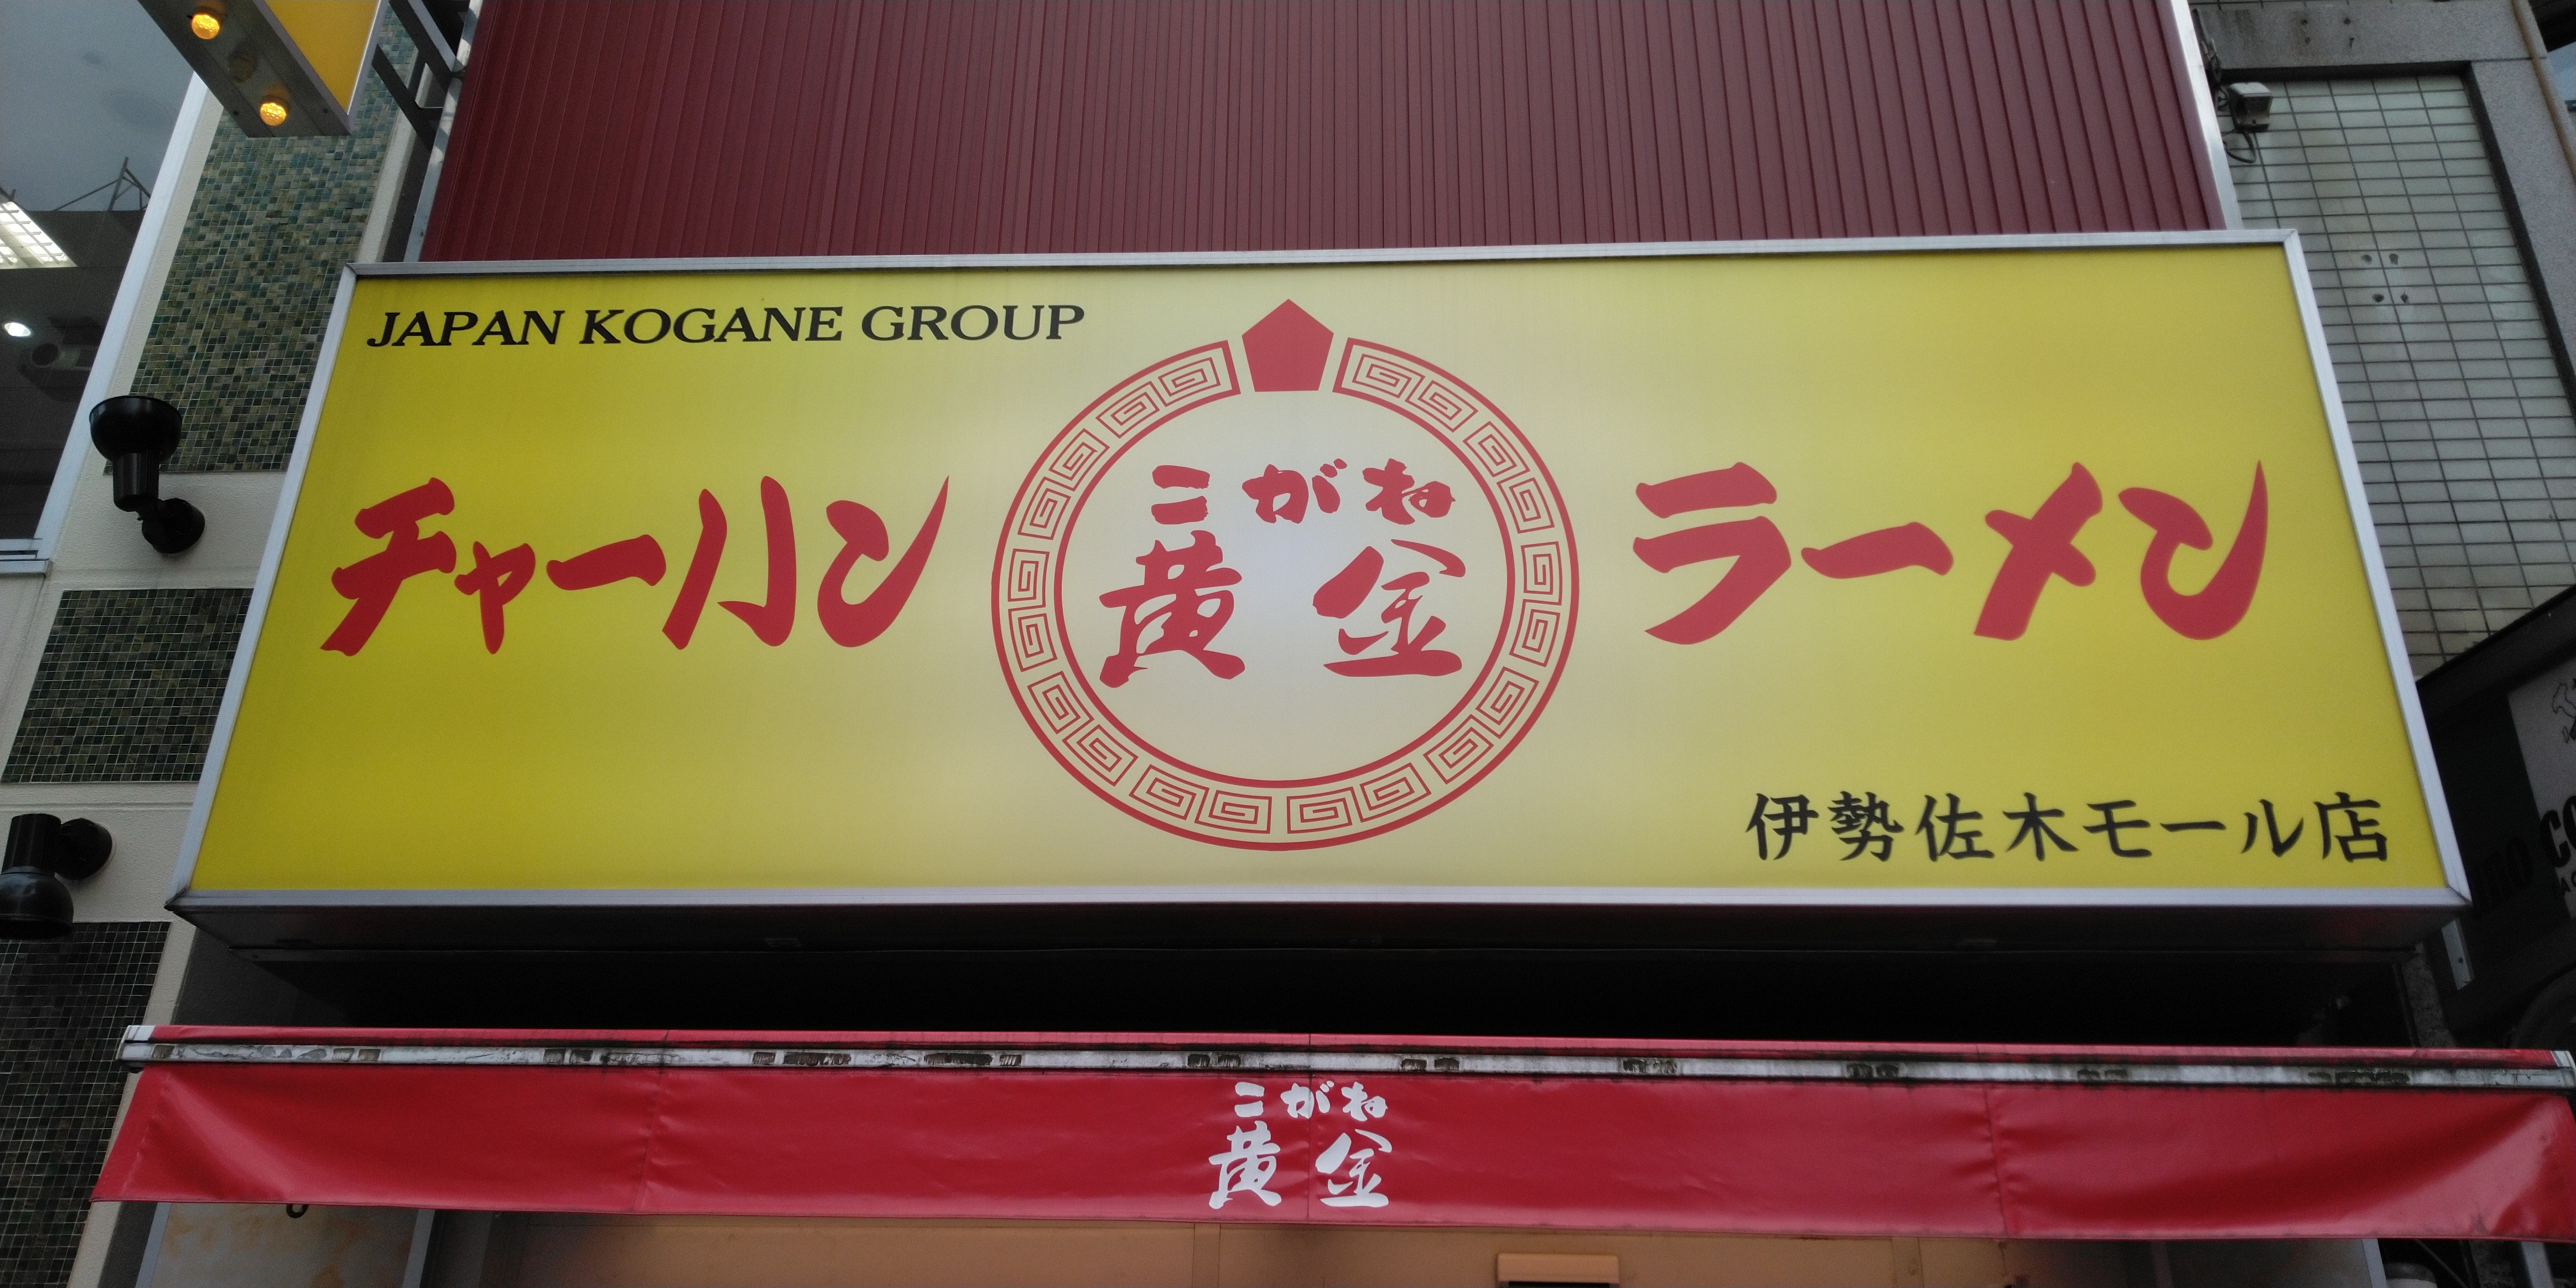 JAPAN KOGANE GROUP
チャーハン
こがね
黄金
ラーメン
伊勢佐木モール店
こがね
黄金